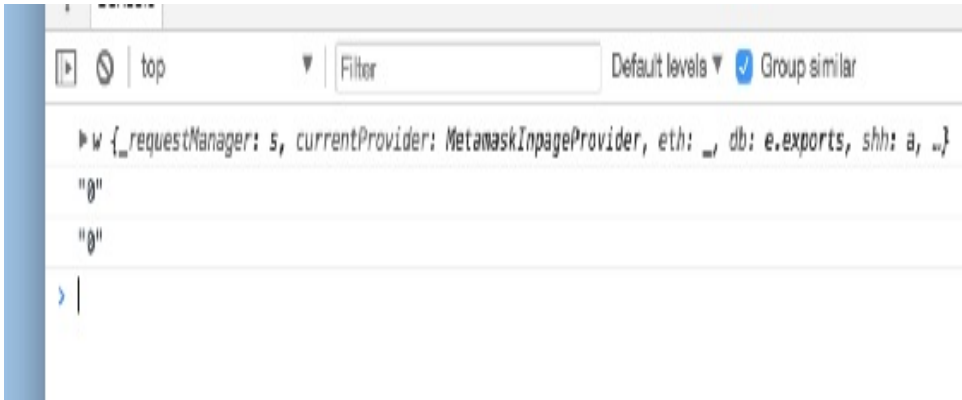 top ▼ Filter Default levels ▼ Group similar
▶ w {_requestManager: s, currentProvider: MetamaskInpageProvider, eth: _, db: e.exports, shh: a, …}
"0"
"0"
>